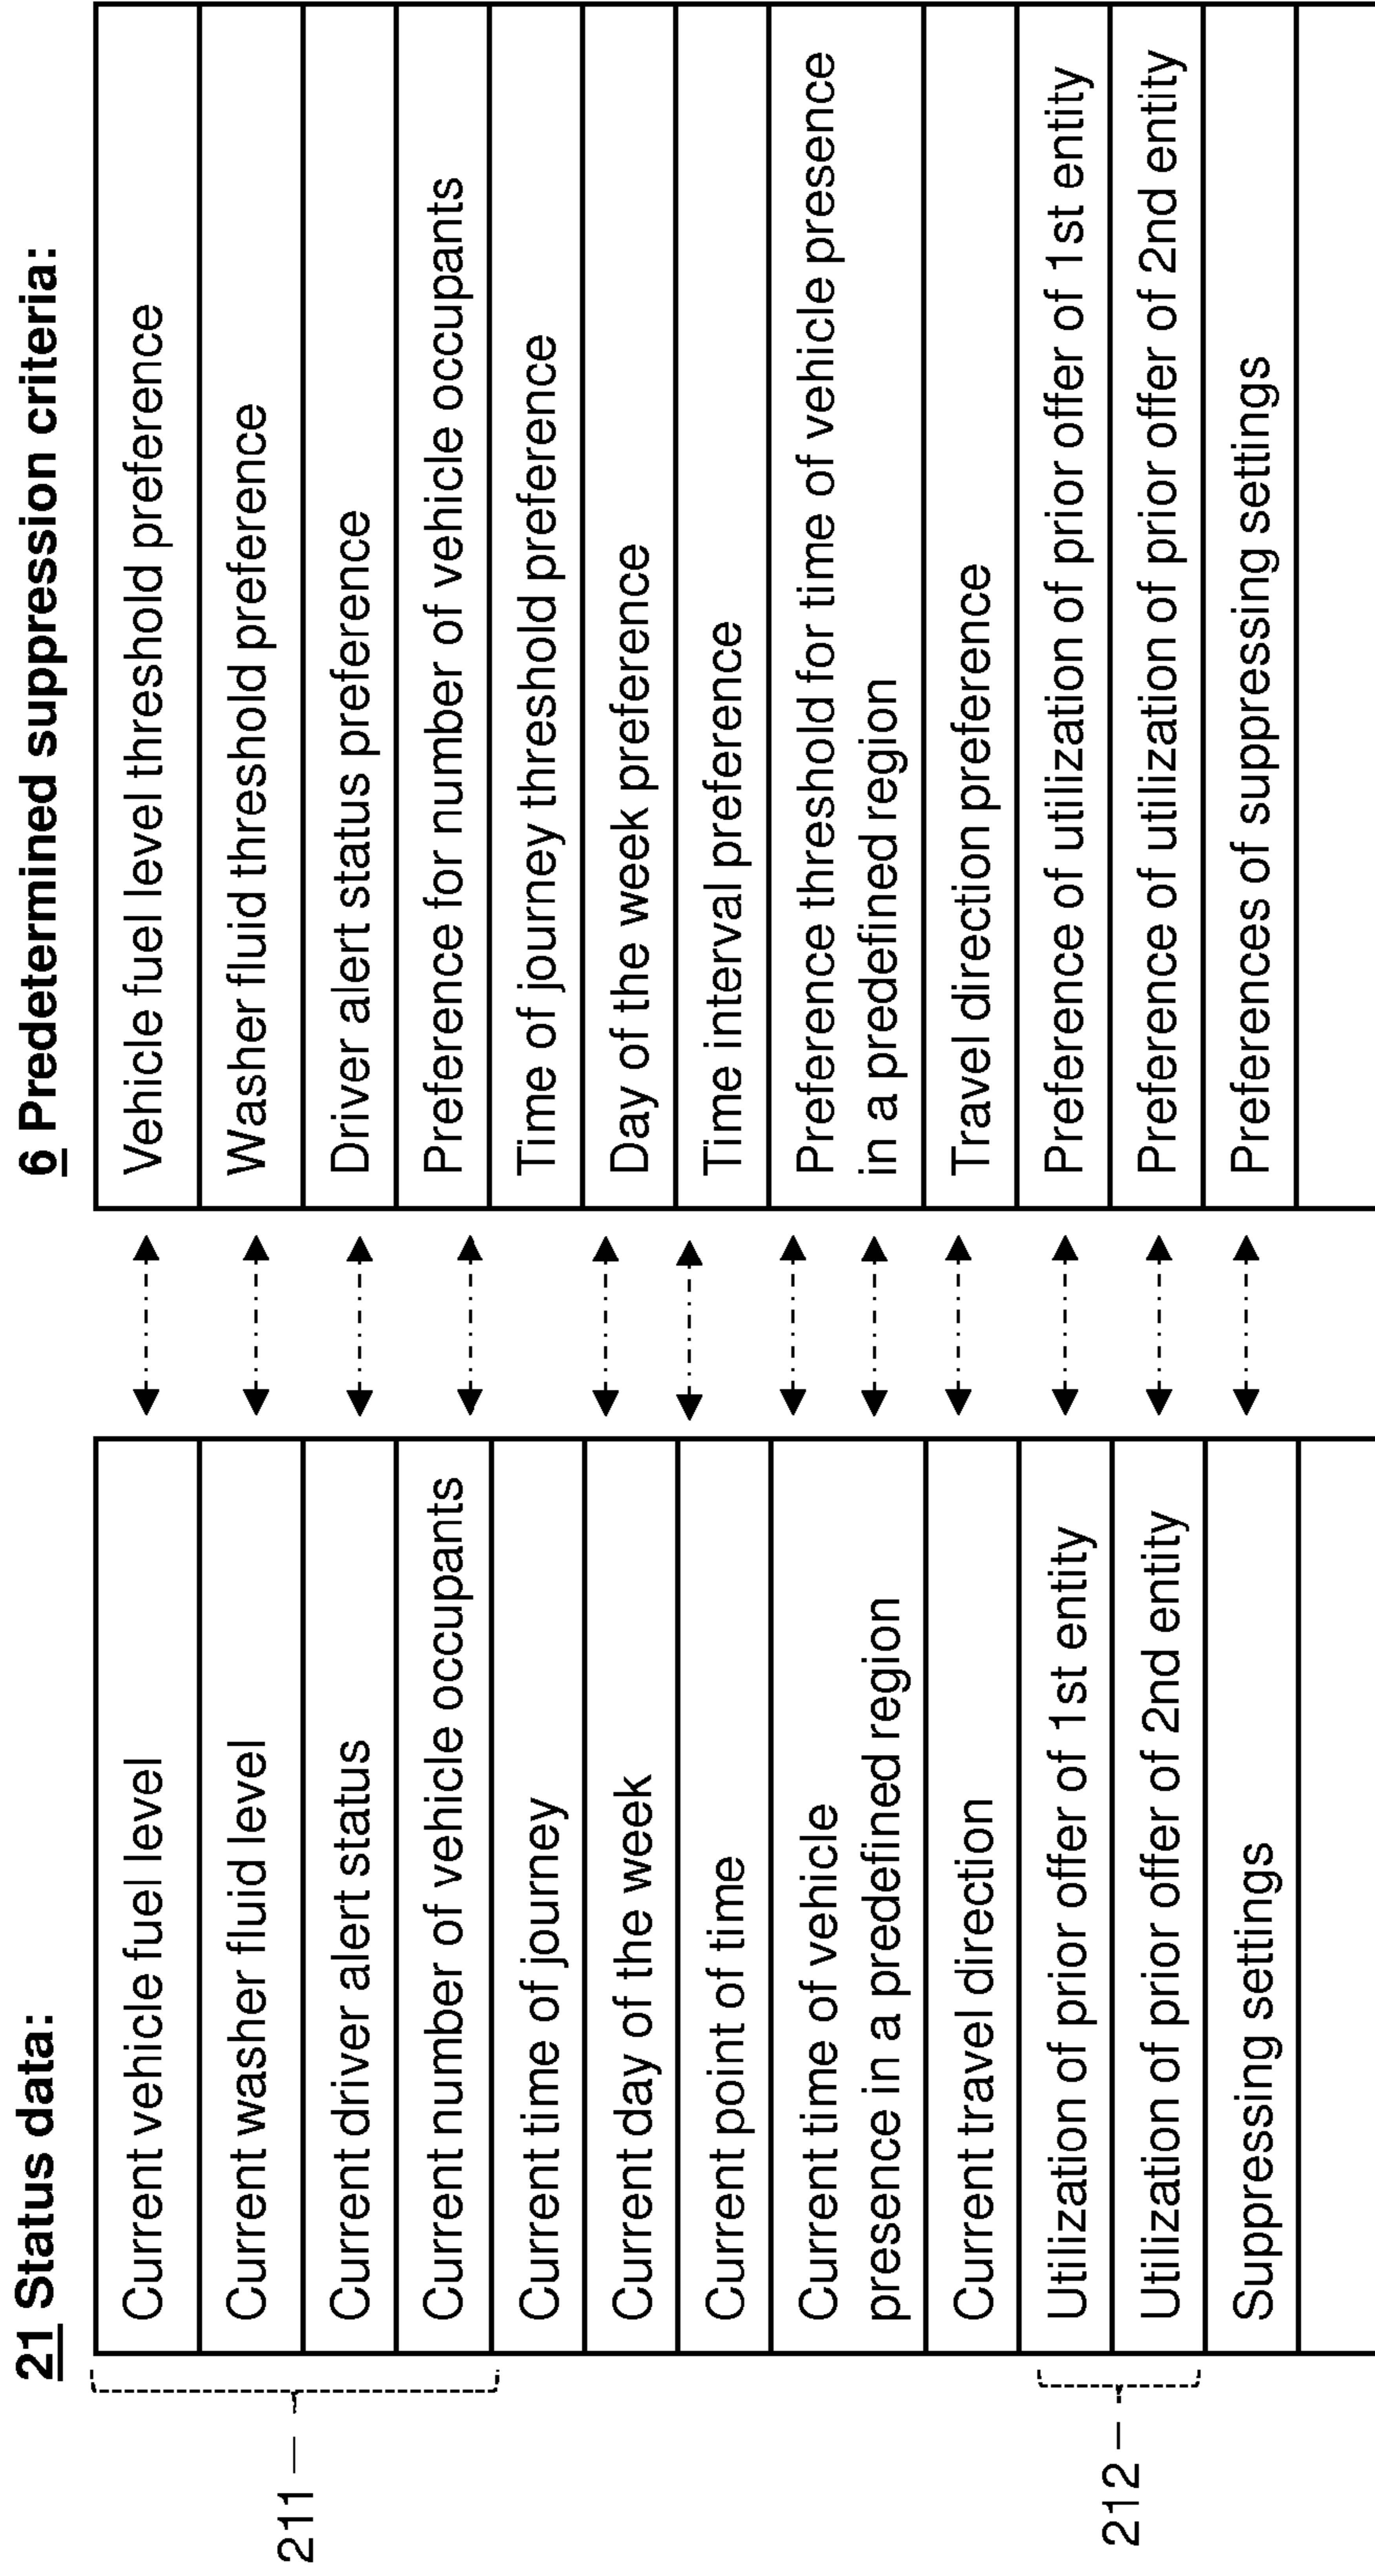 21 Status data:
Current vehicle fuel level
Current washer fluid level
Current driver alert status
Current number of vehicle occupants
Current time of journey
Current day of the week
Current point of time
Current time of vehicle
presence in a predefined region
Current travel direction
Utilization of prior offer of 1st entity
Utilization of prior offer of 2nd entity
Suppressing settings
211
212
6 Predetermined suppression criteria:
Vehicle fuel level threshold preference
Washer fluid threshold preference
Driver alert status preference
Preference for number of vehicle occupants
Time of journey threshold preference
Day of the week preference
Time interval preference
Preference threshold for time of vehicle presence
in a predefined region
Travel direction preference
Preference of utilization of prior offer of 1st entity
Preference of utilization of prior offer of 2nd entity
Preferences of suppressing settings